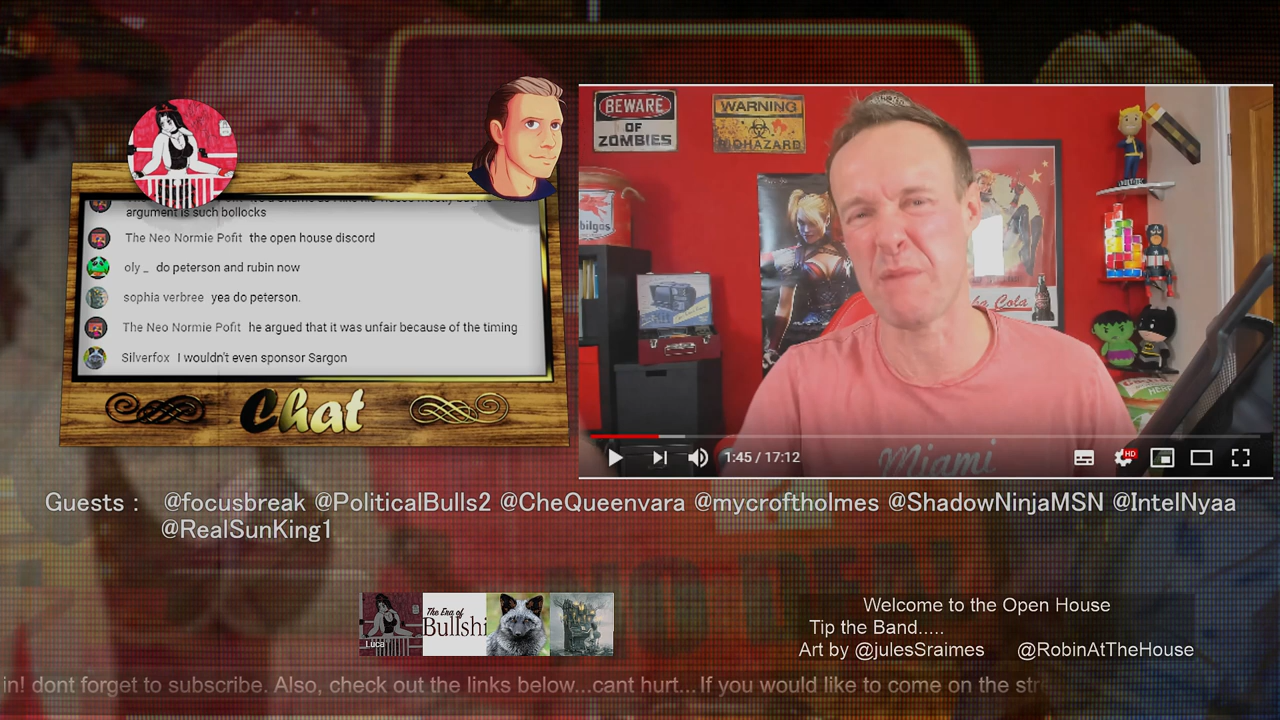 argument is such bollocks
The Neo Normie Pofit the open house discord
oly _ do peterson and rubin now
sophia verbree yea do peterson.
The Neo Normie Pofit he argued that it was unfair because of the timing
Silverfox I wouldn't even sponsor Sargon
Chat
BEWARE
OF
ZOMBIES
WARNING
BIOHAZARD
Cola
Miami
1:45 / 17:12
HD
Guests : @focusbreak @PoliticalBulls2 @CheQueenvara @mycroftholmes @ShadowNinjaMSN @IntelNyaa
@RealSunKing1
Luca
The Era of
Bullshi
Welcome to the Open House
Tip the Band.....
Art by @julesSraimes @RobinAtTheHouse
in! dont forget to subscribe. Also, check out the links below...cant hurt... If you would like to come on the str